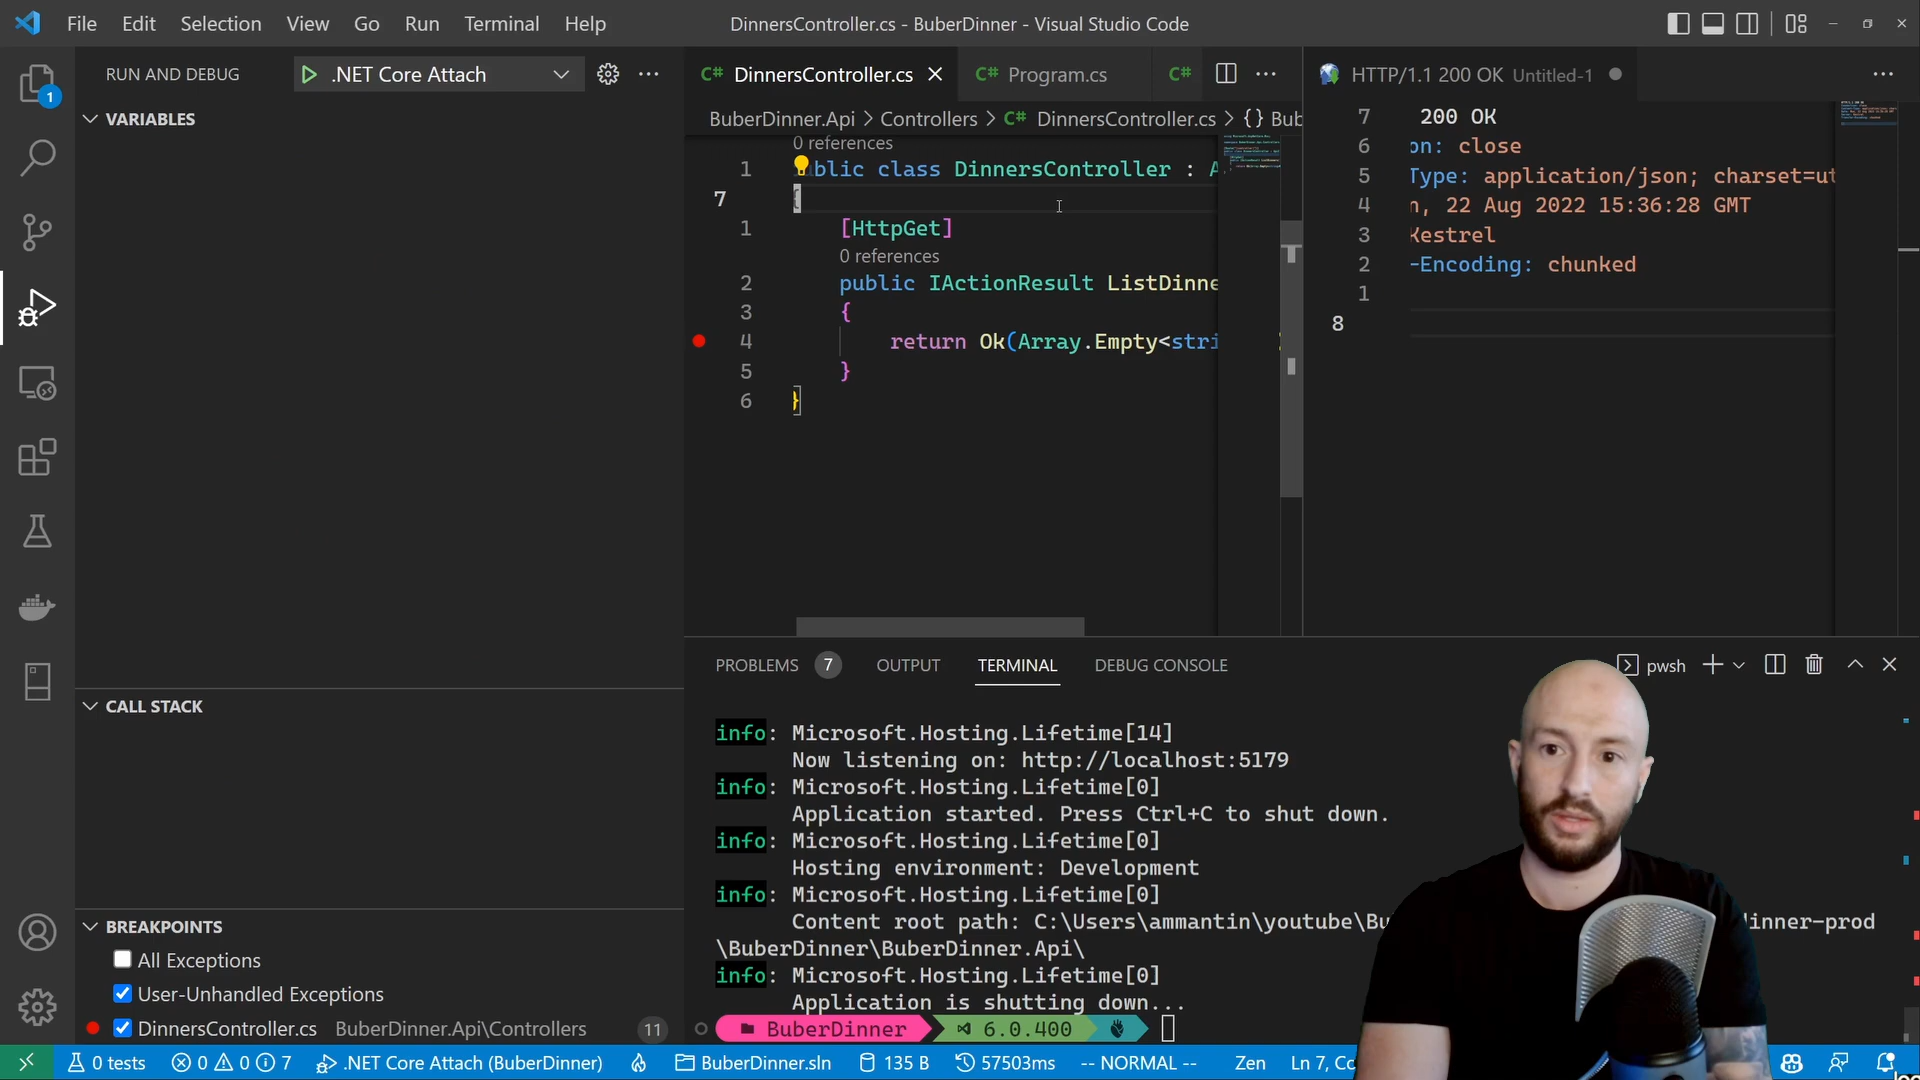 File Edit Selection View Go Run Terminal Help
DinnersController.cs - BuberDinner - Visual Studio Code
RUN AND DEBUG
.NET Core Attach
VARIABLES
CALL STACK
BREAKPOINTS
All Exceptions
User-Unhandled Exceptions
DinnersController.cs BuberDinner.Api\Controllers 11
1
DinnersController.cs Program.cs
BuberDinner.Api > Controllers > DinnersController.cs > {} Bub
0 references
1 blic class DinnersController : A
7 {
1 [HttpGet]
0 references
2 public IActionResult ListDinne
3 {
4 return Ok(Array.Empty<stri
5 }
6 }
HTTP/1.1 200 OK Untitled-1
7 200 OK
6 on: close
5 Type: application/json; charset=ut
4 n, 22 Aug 2022 15:36:28 GMT
3 Kestrel
2 -Encoding: chunked
1
8
PROBLEMS 7 OUTPUT TERMINAL DEBUG CONSOLE
pwsh
info: Microsoft.Hosting.Lifetime[14]
Now listening on: http://localhost:5179
info: Microsoft.Hosting.Lifetime[0]
Application started. Press Ctrl+C to shut down.
info: Microsoft.Hosting.Lifetime[0]
Hosting environment: Development
info: Microsoft.Hosting.Lifetime[0]
Content root path: C:\Users\ammantin\youtube\Bu inner-prod
\BuberDinner\BuberDinner.Api\
info: Microsoft.Hosting.Lifetime[0]
Application is shutting down...
BuberDinner 6.0.400
0 tests 0 0 7 .NET Core Attach (BuberDinner) BuberDinner.sln 135 B 57503ms -- NORMAL -- Zen Ln 7, Co